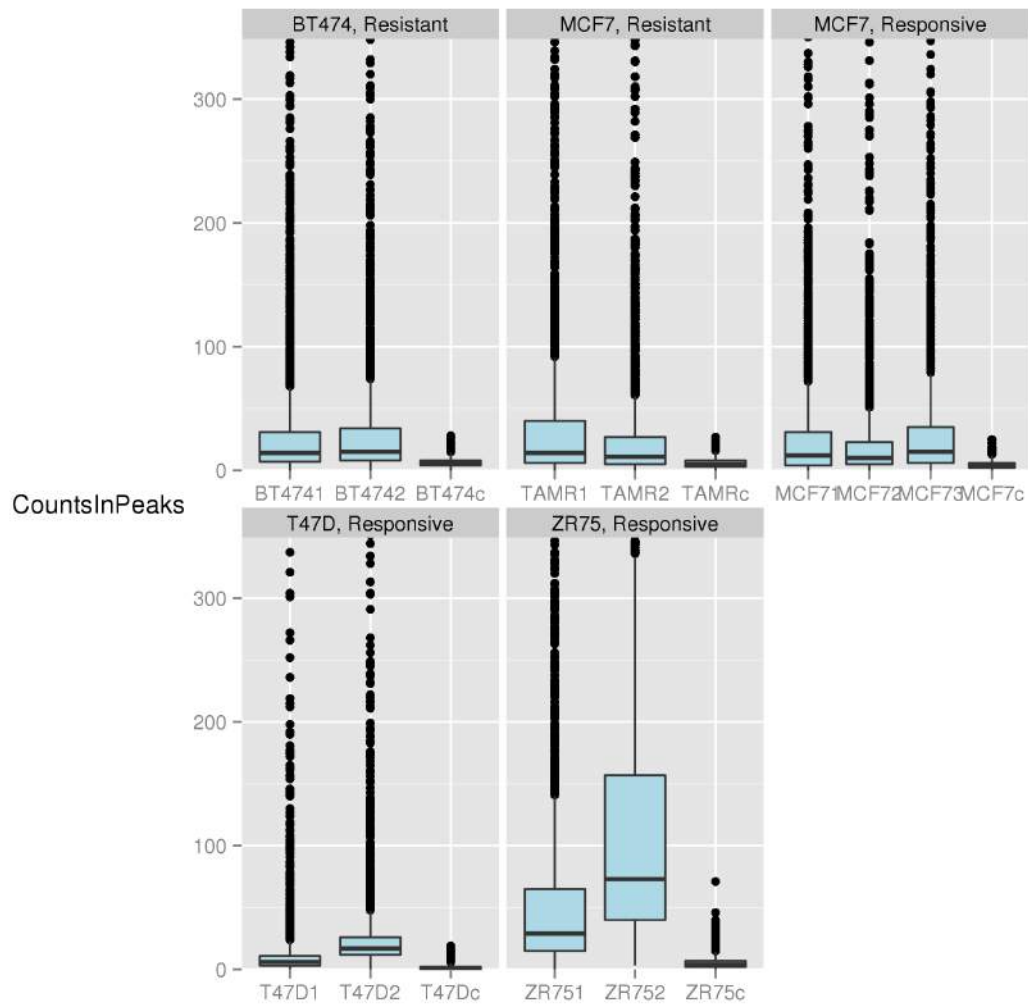 BT474, Resistant
MCF7, Resistant
MCF7, Responsive
300
200
100
0
BT4741 BT4742 BT474c
TAMR1 TAMR2 TAMRc
MCF71 MCF72 MCF73 MCF7c
CountsInPeaks
T47D, Responsive
ZR75, Responsive
300
200
100
0
T47D1 T47D2 T47Dc
ZR751 ZR752 ZR75c